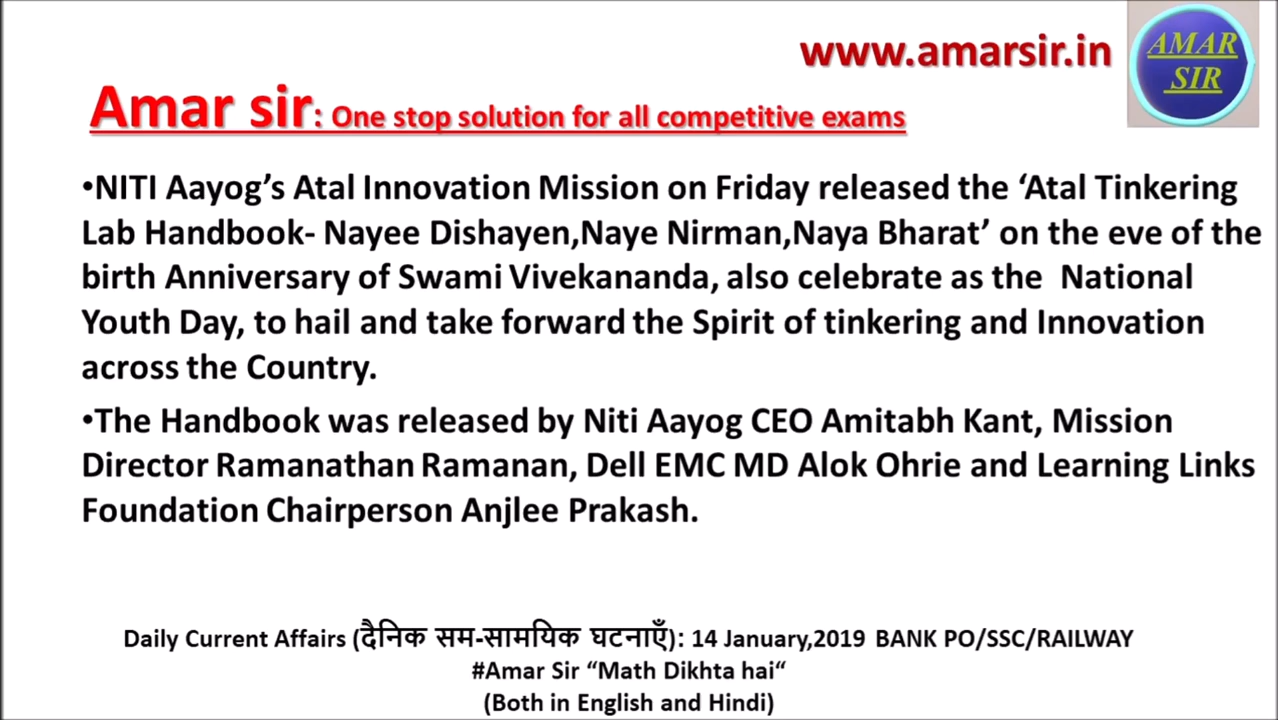 www.amarsir.in
AMAR
SIR
Amar sir: One stop solution for all competitive exams
•NITI Aayog’s Atal Innovation Mission on Friday released the ‘Atal Tinkering
Lab Handbook- Nayee Dishayen,Naye Nirman,Naya Bharat’ on the eve of the
birth Anniversary of Swami Vivekananda, also celebrate as the National
Youth Day, to hail and take forward the Spirit of tinkering and Innovation
across the Country.
•The Handbook was released by Niti Aayog CEO Amitabh Kant, Mission
Director Ramanathan Ramanan, Dell EMC MD Alok Ohrie and Learning Links
Foundation Chairperson Anjlee Prakash.
Daily Current Affairs (दैनिक सम-सामयिक घटनाएँ): 14 January,2019 BANK PO/SSC/RAILWAY
#Amar Sir “Math Dikhta hai“
(Both in English and Hindi)